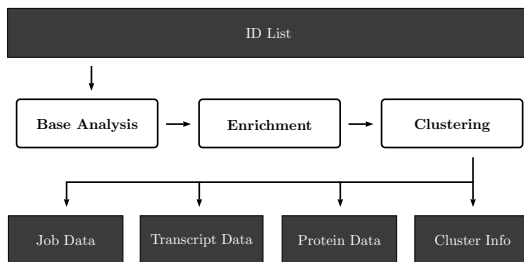 ID List
Base Analysis
Enrichment
Clustering
Job Data
Transcript Data
Protein Data
Cluster Info